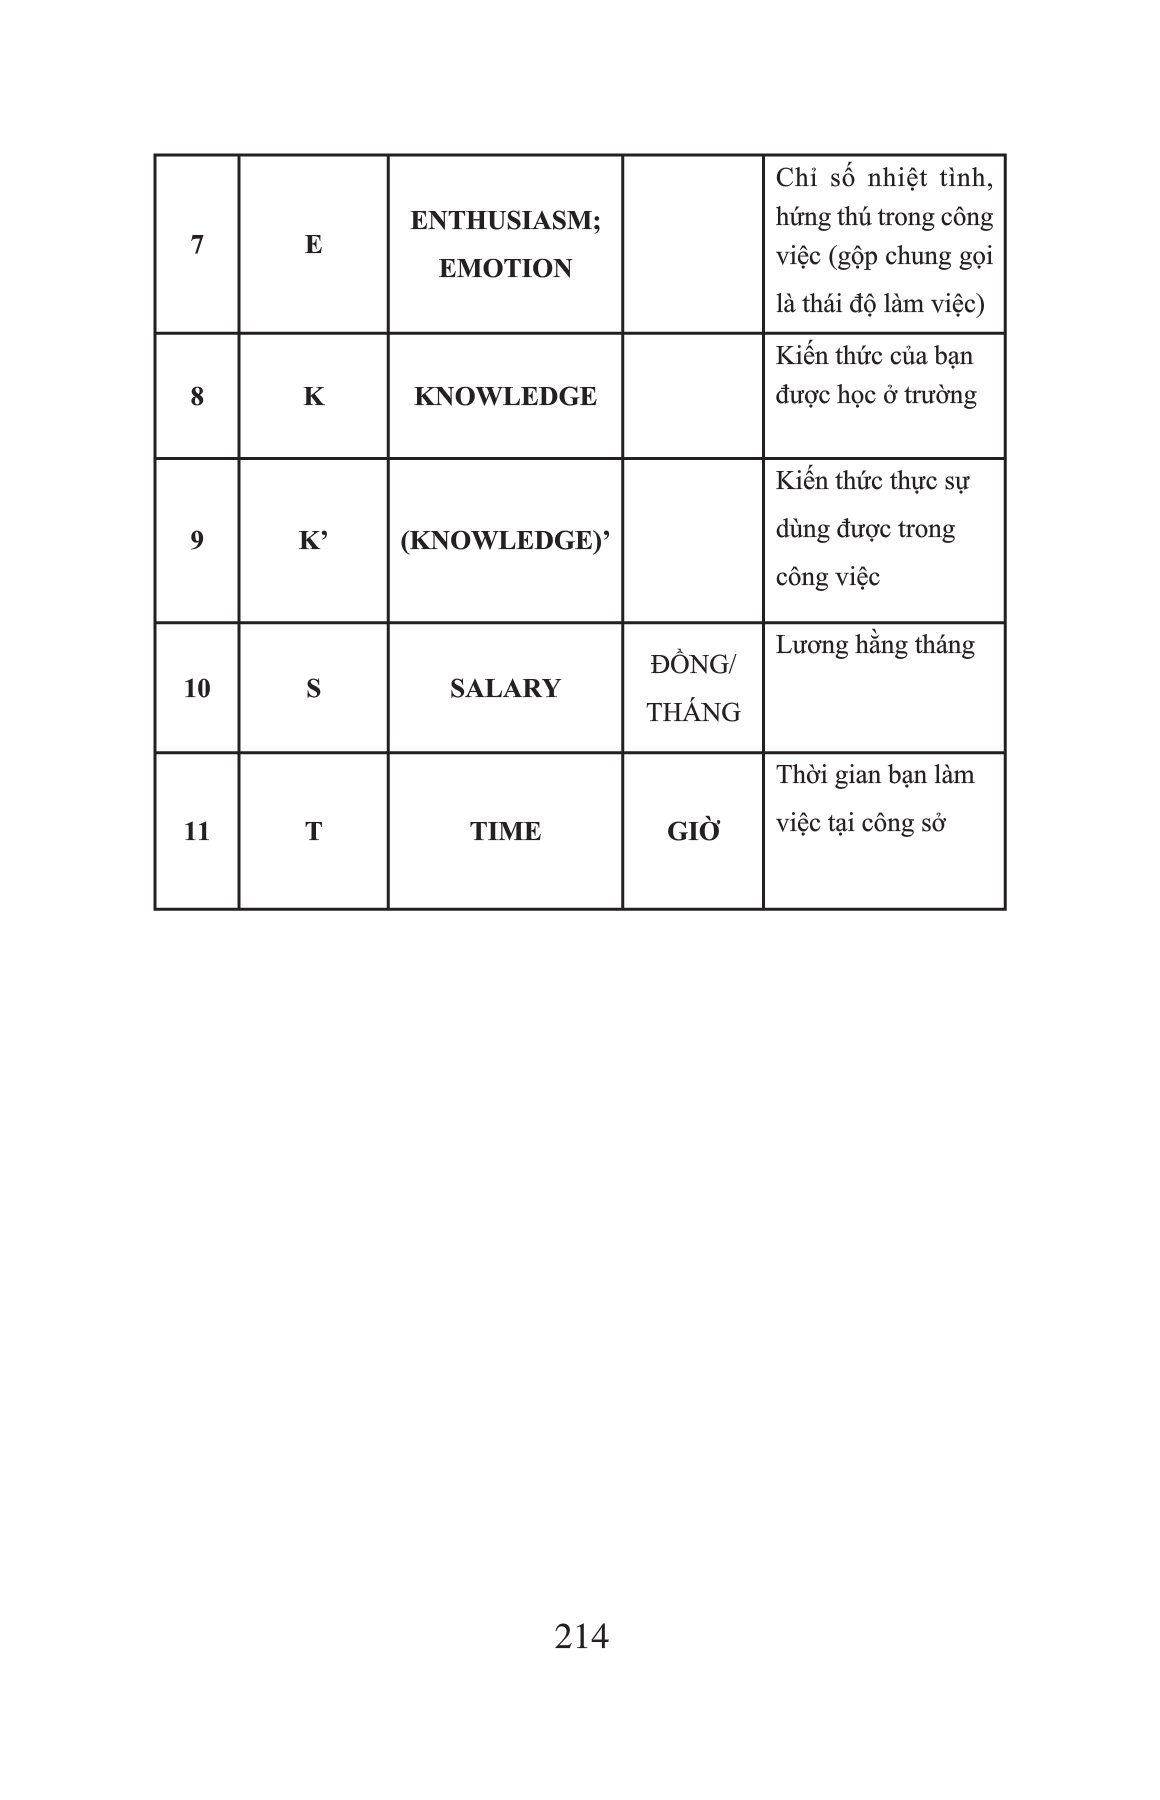 7
E
ENTHUSIASM;
EMOTION
Chỉ số nhiệt tình,
hứng thú trong công
việc (gộp chung gọi
là thái độ làm việc)
8
K
KNOWLEDGE
Kiến thức của bạn
được học ở trường
9
K’
(KNOWLEDGE)’
Kiến thức thực sự
dùng được trong
công việc
10
S
SALARY
ĐỒNG/
THÁNG
Lương hằng tháng
11
T
TIME
GIỜ
Thời gian bạn làm
việc tại công sở
214